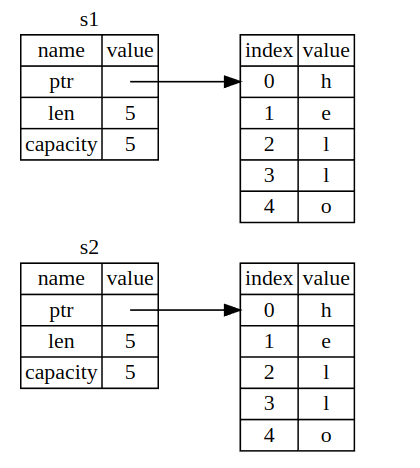 s1
name value
ptr
len 5
capacity 5
index value
0 h
1 e
2 l
3 l
4 o
s2
name value
ptr
len 5
capacity 5
index value
0 h
1 e
2 l
3 l
4 o